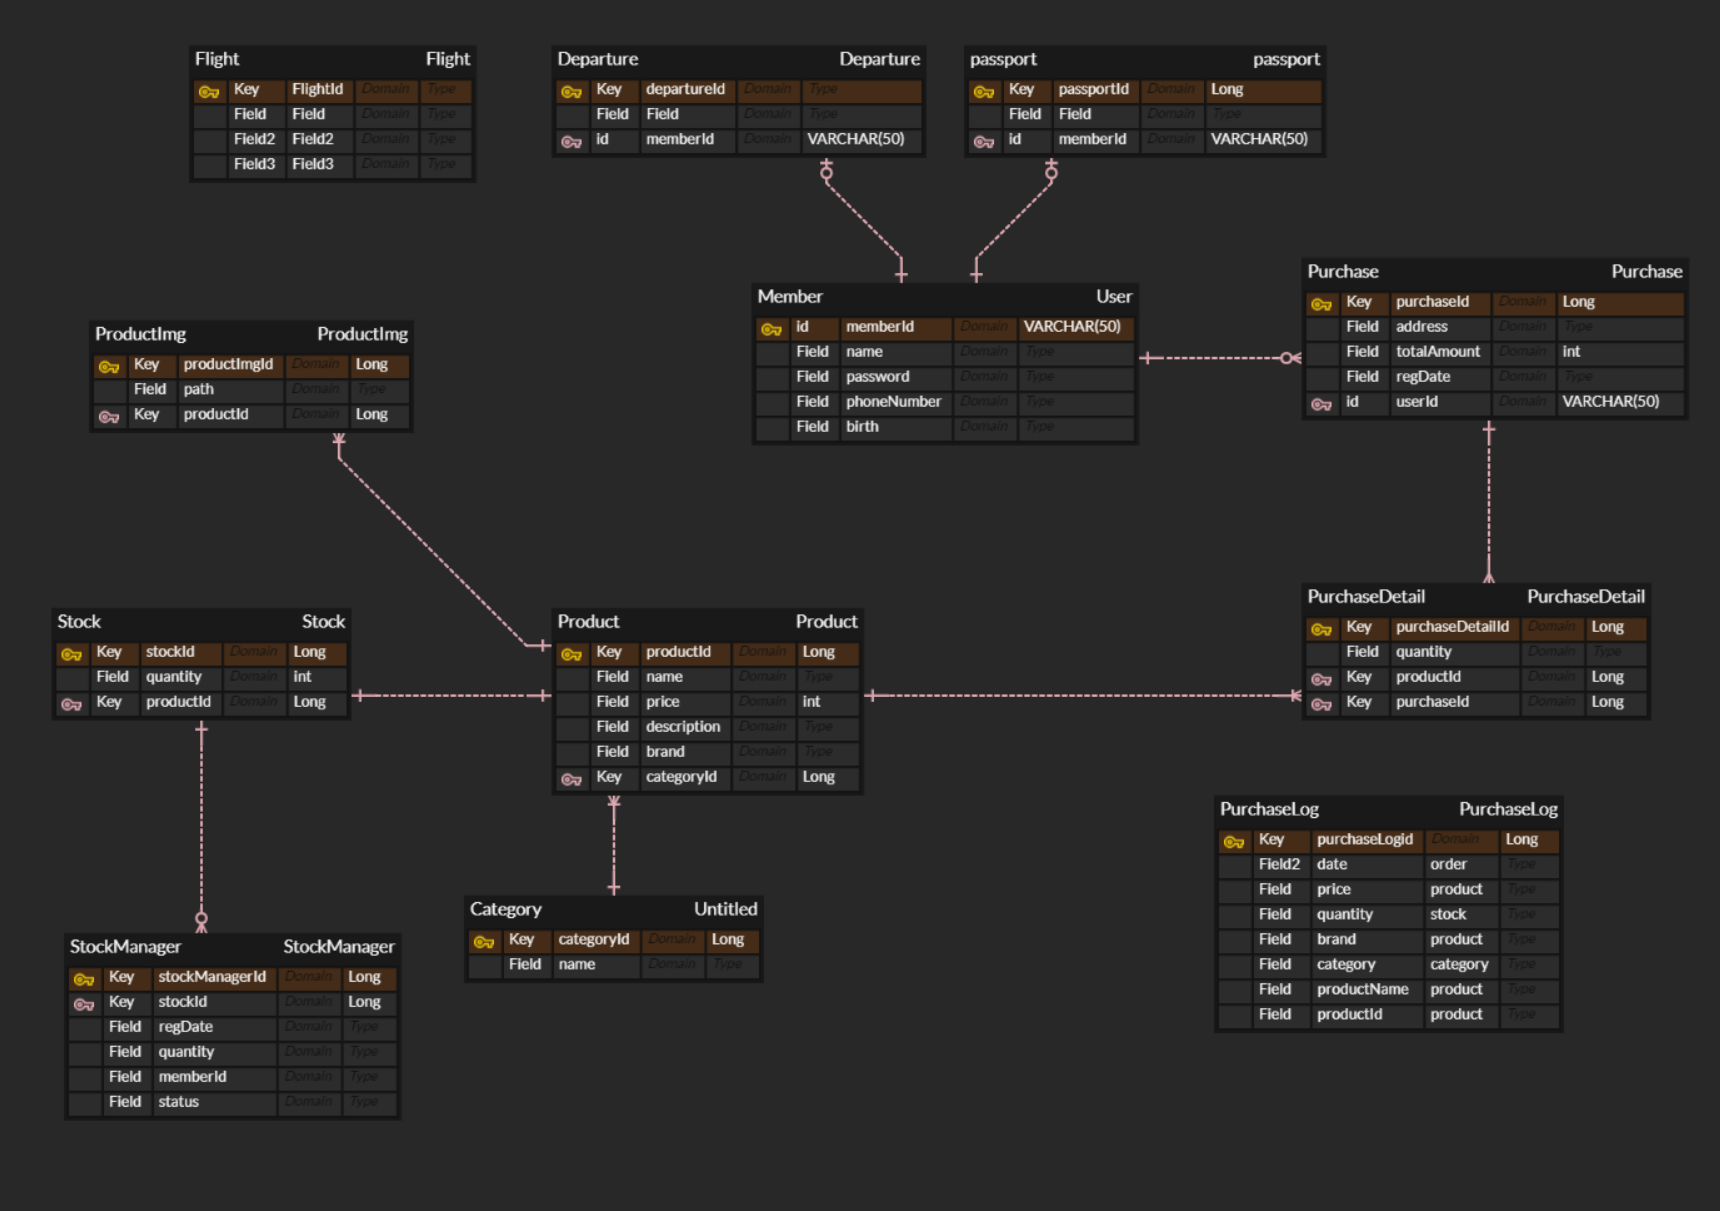 Flight Flight
Key FlightId Domain Type
Field Field Domain Type
Field2 Field2 Domain Type
Field3 Field3 Domain Type
Departure Departure
Key departureId Domain Type
Field Field Domain Type
id memberId Domain VARCHAR(50)
passport passport
Key passportId Domain Long
Field Field Domain Type
id memberId Domain VARCHAR(50)
Member User
id memberId Domain VARCHAR(50)
Field name Domain Type
Field password Domain Type
Field phoneNumber Domain Type
Field birth Domain Type
Purchase Purchase
Key purchaseId Domain Long
Field address Domain Type
Field totalAmount Domain int
Field regDate Domain Type
id userId Domain VARCHAR(50)
ProductImg ProductImg
Key productImgId Domain Long
Field path Domain Type
Key productId Domain Long
Stock Stock
Key stockId Domain Long
Field quantity Domain int
Key productId Domain Long
Product Product
Key productId Domain Long
Field name Domain Type
Field price Domain int
Field description Domain Type
Field brand Domain Type
Key categoryId Domain Long
PurchaseDetail PurchaseDetail
Key purchaseDetailId Domain Long
Field quantity Domain Type
Key productId Domain Long
Key purchaseId Domain Long
PurchaseLog PurchaseLog
Key purchaseLogid Domain Long
Field2 date order Type
Field price product Type
Field quantity stock Type
Field brand product Type
Field category category Type
Field productName product Type
Field productId product Type
Category Untitled
Key categoryId Domain Long
Field name Domain Type
StockManager StockManager
Key stockManagerId Domain Long
Key stockId Domain Long
Field regDate Domain Type
Field quantity Domain Type
Field memberId Domain Type
Field status Domain Type